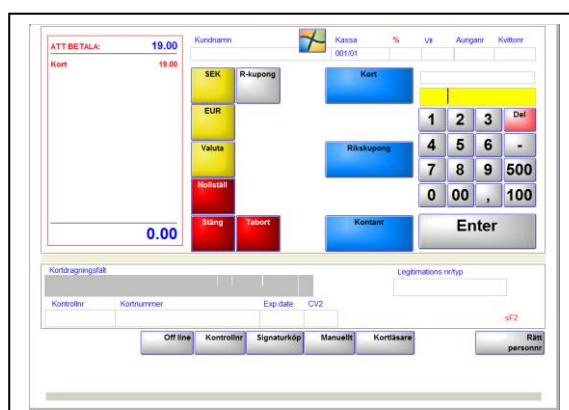 Kundnamn Kassa % Vxl Auriganr Kvittonr
001/01
ATT BETALA: 19.00
Kort 19.00
0.00
SEK R-kupong Kort
EUR
Valuta Rikskupong
Nollställ
Stäng Tabort Kontant
1 2 3 Del
4 5 6 -
7 8 9 500
0 00 , 100
Enter
Kortdragningsfält Legitimations nr/typ
Kontrollnr Kortnummer Exp.date CV2
sF2
Off line Kontrollnr Signaturköp Manuellt Kortläsare Rätt
personnr